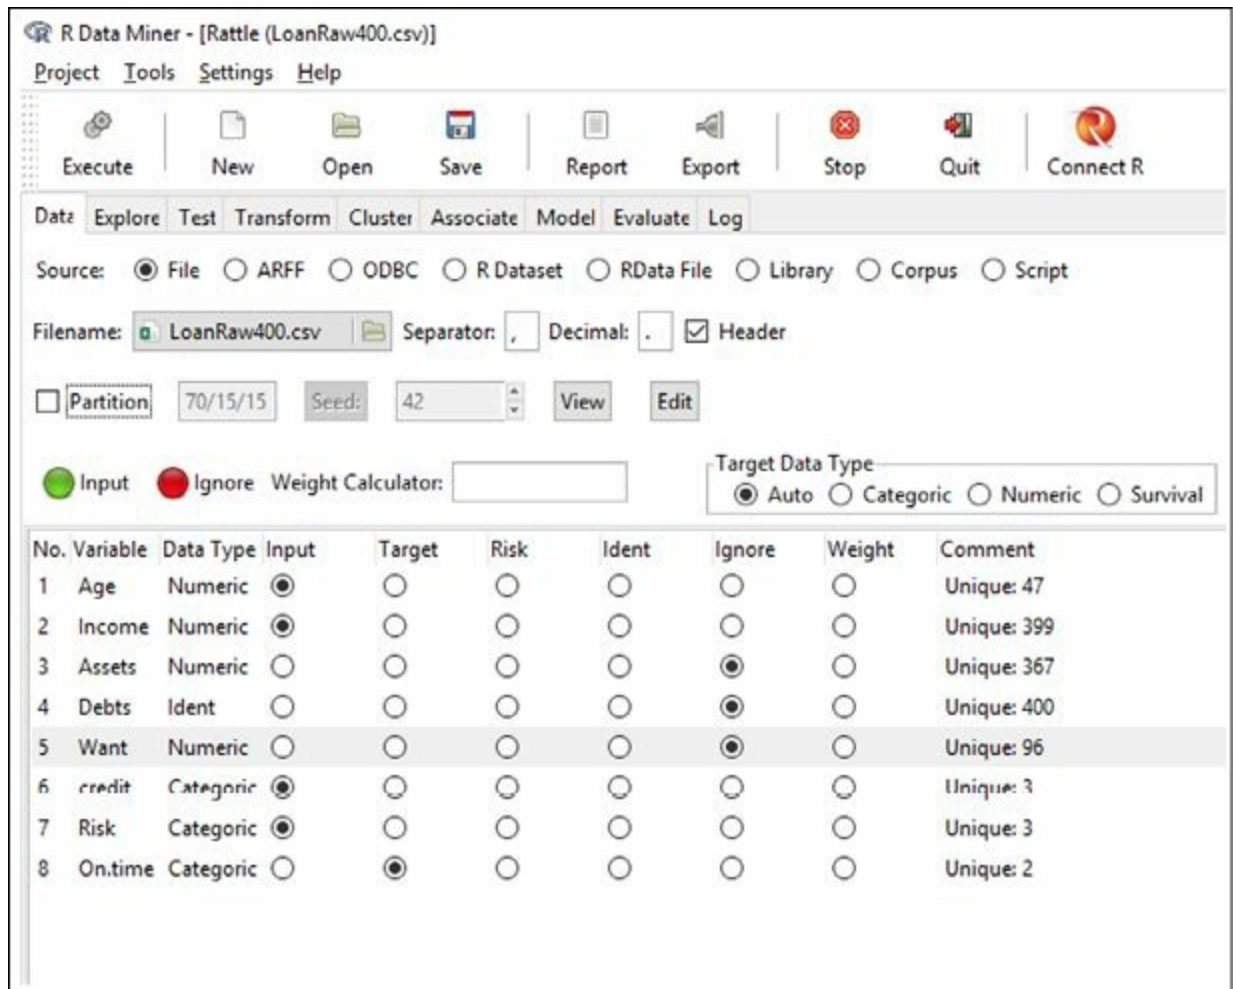 R Data Miner - [Rattle (LoanRaw400.csv)]
Project Tools Settings Help
Execute New Open Save Report Export Stop Quit Connect R
Data Explore Test Transform Cluster Associate Model Evaluate Log
Source: File ARFF ODBC R Dataset RData File Library Corpus Script
Filename: LoanRaw400.csv Separator: , Decimal: . Header
Partition 70/15/15 Seed: 42 View Edit
Target Data Type
Input Ignore Weight Calculator: Auto Categoric Numeric Survival
No. Variable Data Type Input Target Risk Ident Ignore Weight Comment
1 Age Numeric Unique: 47
2 Income Numeric Unique: 399
3 Assets Numeric Unique: 367
4 Debts Ident Unique: 400
5 Want Numeric Unique: 96
6 credit Categoric Unique: 3
7 Risk Categoric Unique: 3
8 On.time Categoric Unique: 2